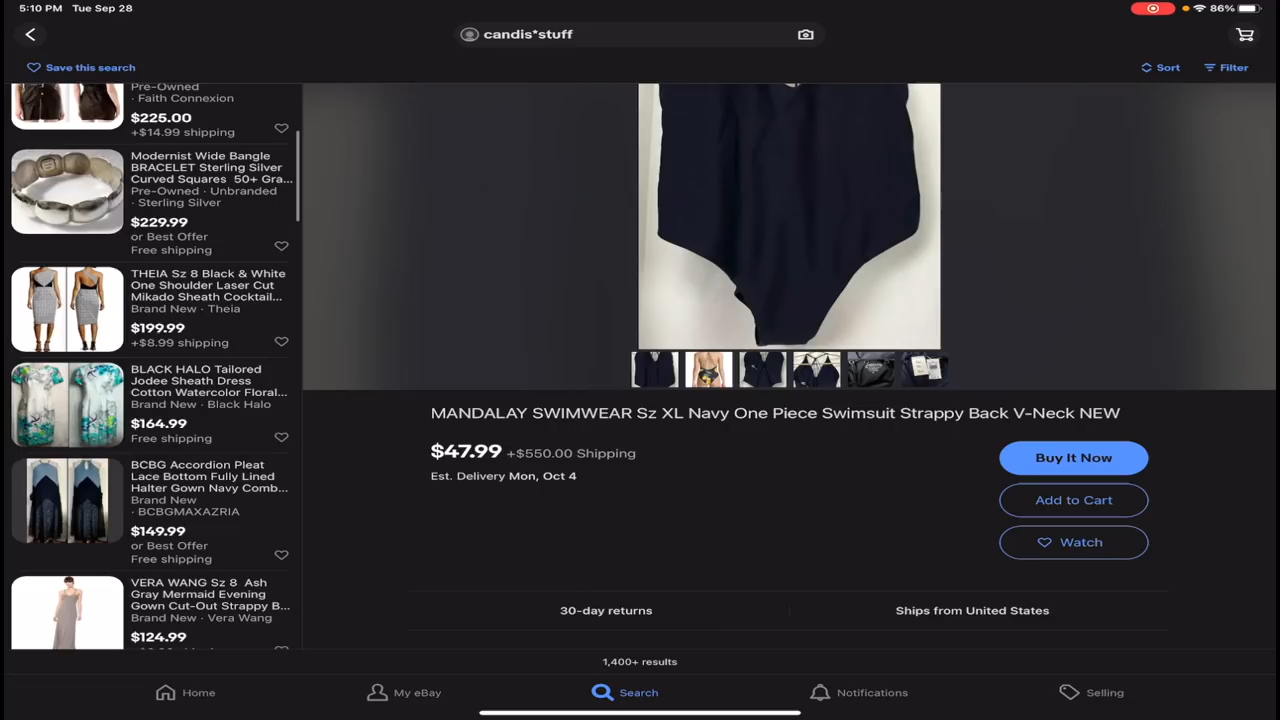 5:10 PM Tue Sep 28
86%
candis*stuff
Save this search
Sort
Filter
Pre-Owned
· Faith Connexion
$225.00
+$14.99 shipping
Modernist Wide Bangle
BRACELET Sterling Silver
Curved Squares 50+ Gra...
Pre-Owned · Unbranded
· Sterling Silver
$229.99
or Best Offer
Free shipping
THEIA Sz 8 Black & White
One Shoulder Laser Cut
Mikado Sheath Cocktail...
Brand New · Theia
$199.99
+$8.99 shipping
BLACK HALO Tailored
Jodee Sheath Dress
Cotton Watercolor Floral...
Brand New · Black Halo
$164.99
Free shipping
BCBG Accordion Pleat
Lace Bottom Fully Lined
Halter Gown Navy Comb...
Brand New
· BCBGMAXAZRIA
$149.99
or Best Offer
Free shipping
VERA WANG Sz 8 Ash
Gray Mermaid Evening
Gown Cut-Out Strappy B...
Brand New · Vera Wang
$124.99
MANDALAY SWIMWEAR Sz XL Navy One Piece Swimsuit Strappy Back V-Neck NEW
$47.99 +$550.00 Shipping
Est. Delivery Mon, Oct 4
Buy It Now
Add to Cart
Watch
30-day returns
Ships from United States
1,400+ results
Home
My eBay
Search
Notifications
Selling